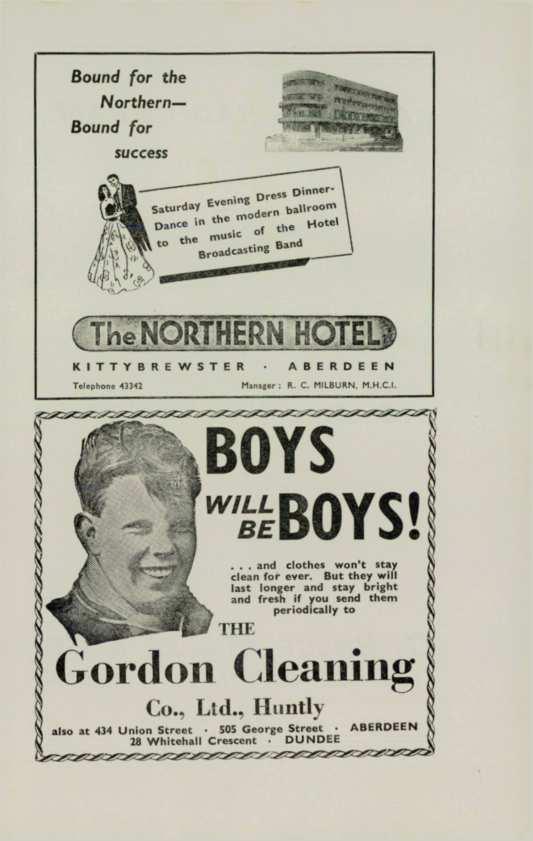 Bound for the
Northern—
Bound for
success
Saturday Evening Dress Dinner-
Dance in the modern ballroom
to the music of the Hotel
Broadcasting Band
The NORTHERN HOTEL
KITTYBREWSTER · ABERDEEN
Telephone 43342 Manager : R. C. MILBURN, M.H.C.I.
BOYS
WILL
BE BOYS!
. . . and clothes won't stay
clean for ever. But they will
last longer and stay bright
and fresh if you send them
periodically to
THE
Gordon Cleaning
Co., Ltd., Huntly
also at 434 Union Street · 505 George Street · ABERDEEN
28 Whitehall Crescent · DUNDEE